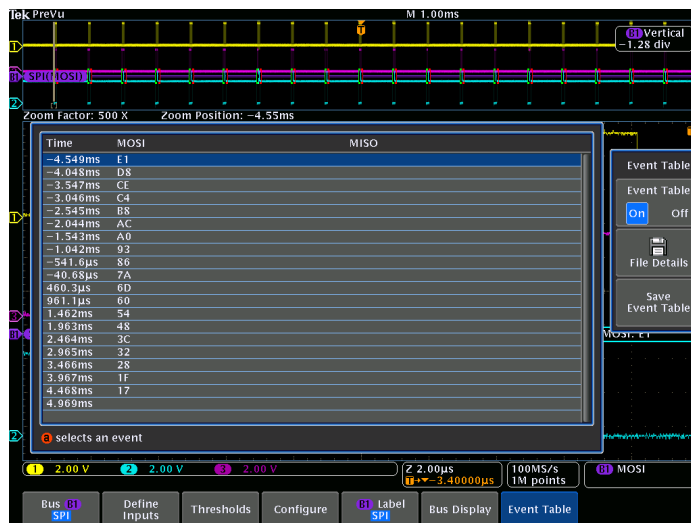 Tek PreVu M 1.00ms
B1 Vertical
−1.28 div
1
B1 SPI(MOSI)
2
Zoom Factor: 500 X Zoom Position: −4.55ms
Time MOSI MISO
−4.549ms E1
−4.048ms D8
−3.547ms CE
−3.046ms C4
−2.545ms B8
−2.044ms AC
−1.543ms A0
−1.042ms 93
−541.6µs 86
−40.68µs 7A
460.3µs 6D
961.1µs 60
1.462ms 54
1.963ms 48
2.464ms 3C
2.965ms 32
3.466ms 28
3.967ms 1F
4.468ms 17
4.969ms
a selects an event
Event Table
Event Table
On Off
File Details
Save
Event Table
1
3
B1
MOSI: E1
2
1 2.00 V 2 2.00 V 3 2.00 V
Z 2.00µs
T→▼−3.40000µs
100MS/s
1M points
B1 MOSI
Bus B1
SPI
Define
Inputs
Thresholds
Configure
B1 Label
SPI
Bus Display
Event Table